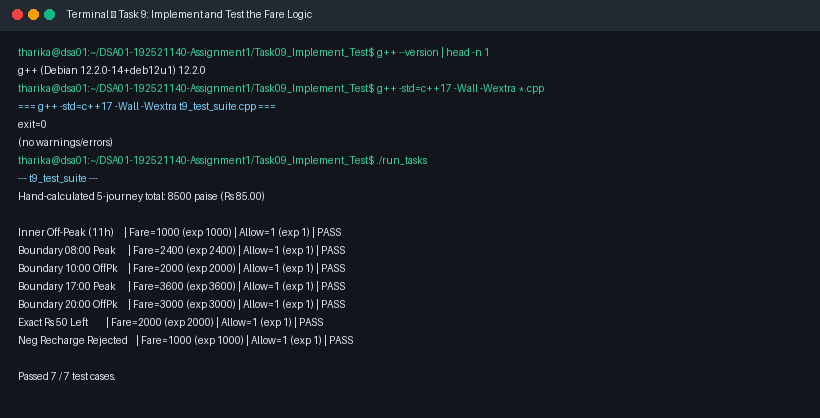 Terminal ▯ Task 9: Implement and Test the Fare Logic
tharika@dsa01:~/DSA01-192521140-Assignment1/Task09_Implement_Test$ g++ --version | head -n 1
g++ (Debian 12.2.0-14+deb12u1) 12.2.0
tharika@dsa01:~/DSA01-192521140-Assignment1/Task09_Implement_Test$ g++ -std=c++17 -Wall -Wextra *.cpp
=== g++ -std=c++17 -Wall -Wextra t9_test_suite.cpp ===
exit=0
(no warnings/errors)
tharika@dsa01:~/DSA01-192521140-Assignment1/Task09_Implement_Test$ ./run_tasks
--- t9_test_suite ---
Hand-calculated 5-journey total: 8500 paise (Rs 85.00)
Inner Off-Peak (11h) | Fare=1000 (exp 1000) | Allow=1 (exp 1) | PASS
Boundary 08:00 Peak | Fare=2400 (exp 2400) | Allow=1 (exp 1) | PASS
Boundary 10:00 OffPk | Fare=2000 (exp 2000) | Allow=1 (exp 1) | PASS
Boundary 17:00 Peak | Fare=3600 (exp 3600) | Allow=1 (exp 1) | PASS
Boundary 20:00 OffPk | Fare=3000 (exp 3000) | Allow=1 (exp 1) | PASS
Exact Rs 50 Left | Fare=2000 (exp 2000) | Allow=1 (exp 1) | PASS
Neg Recharge Rejected | Fare=1000 (exp 1000) | Allow=1 (exp 1) | PASS
Passed 7 / 7 test cases.